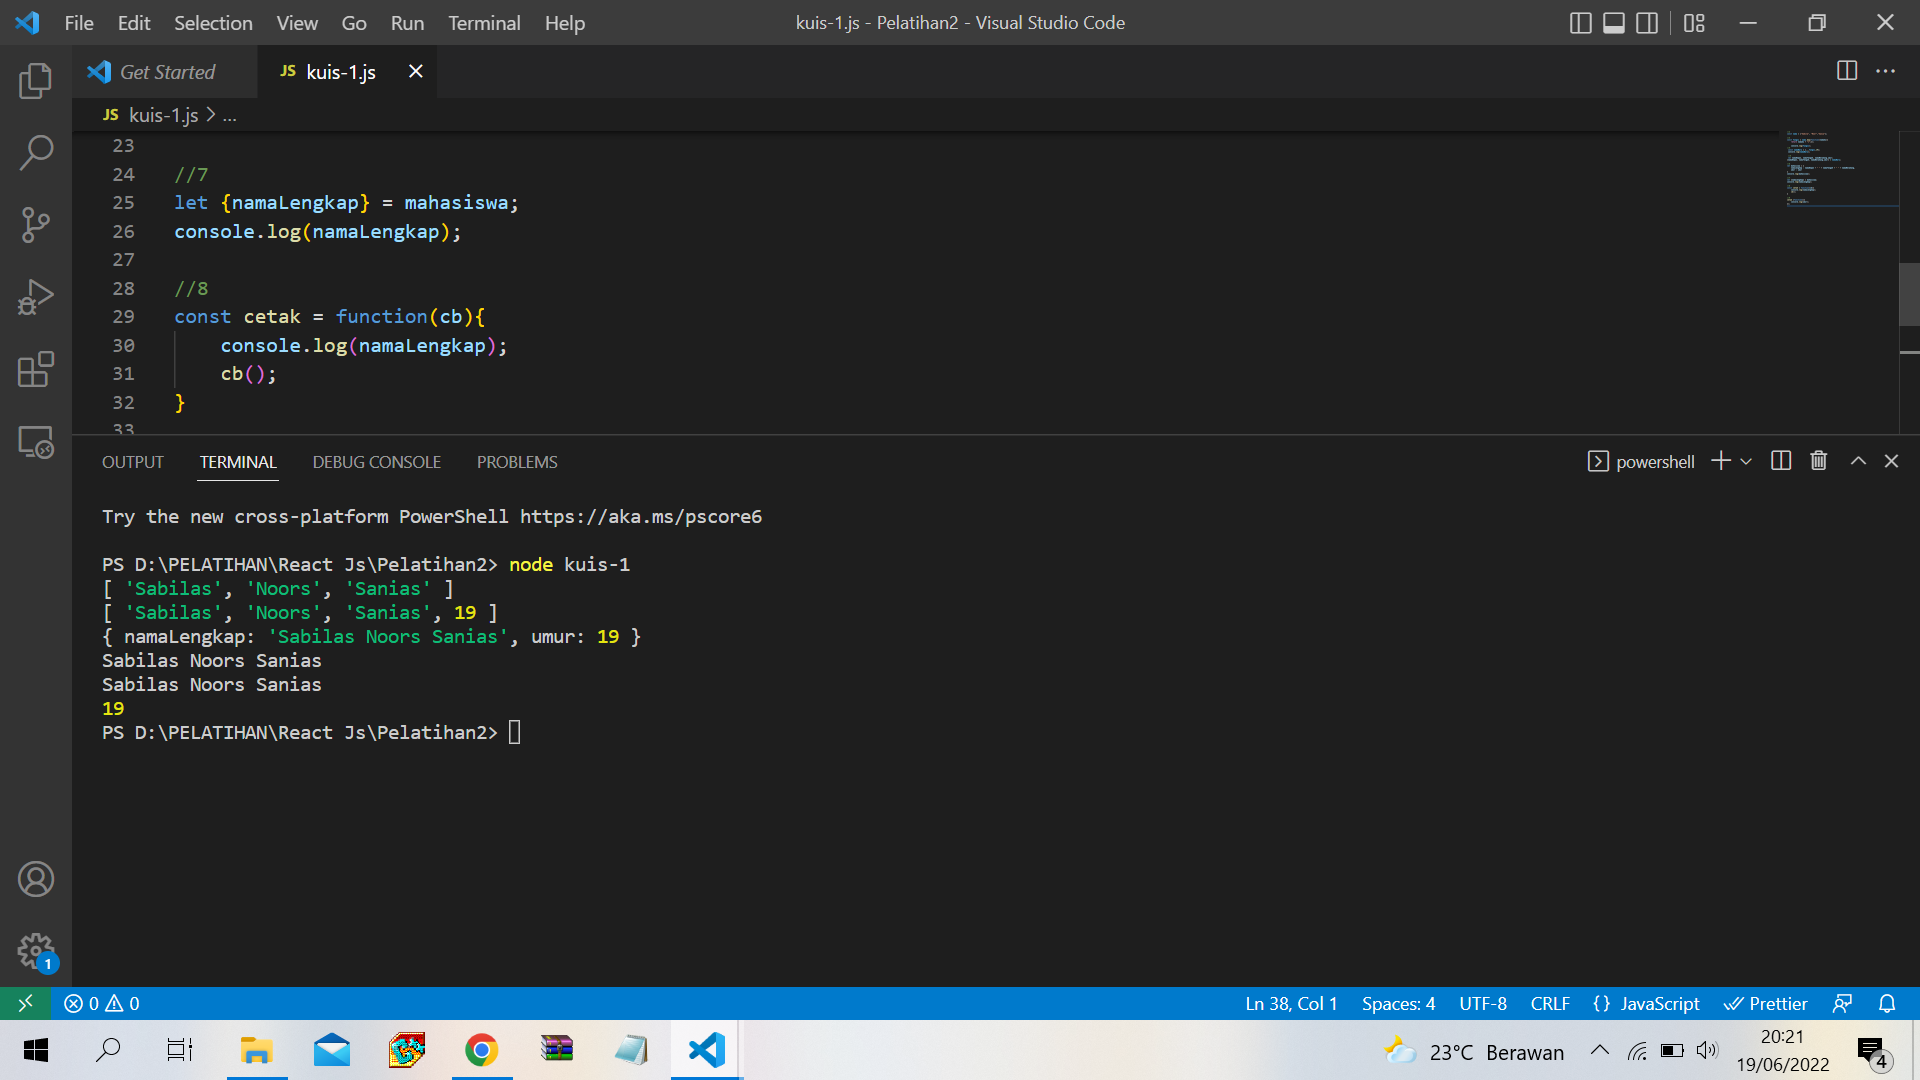 File Edit Selection View Go Run Terminal Help
kuis-1.js - Pelatihan2 - Visual Studio Code
Get Started
JS kuis-1.js
JS kuis-1.js > ...
23
24 //7
25 let {namaLengkap} = mahasiswa;
26 console.log(namaLengkap);
27
28 //8
29 const cetak = function(cb){
30     console.log(namaLengkap);
31     cb();
32 }
33
OUTPUT TERMINAL DEBUG CONSOLE PROBLEMS
powershell
Try the new cross-platform PowerShell https://aka.ms/pscore6
PS D:\PELATIHAN\React Js\Pelatihan2> node kuis-1
[ 'Sabilas', 'Noors', 'Sanias' ]
[ 'Sabilas', 'Noors', 'Sanias', 19 ]
{ namaLengkap: 'Sabilas Noors Sanias', umur: 19 }
Sabilas Noors Sanias
Sabilas Noors Sanias
19
PS D:\PELATIHAN\React Js\Pelatihan2>
1
0 0
Ln 38, Col 1 Spaces: 4 UTF-8 CRLF {} JavaScript Prettier
23°C Berawan
20:21
19/06/2022
4